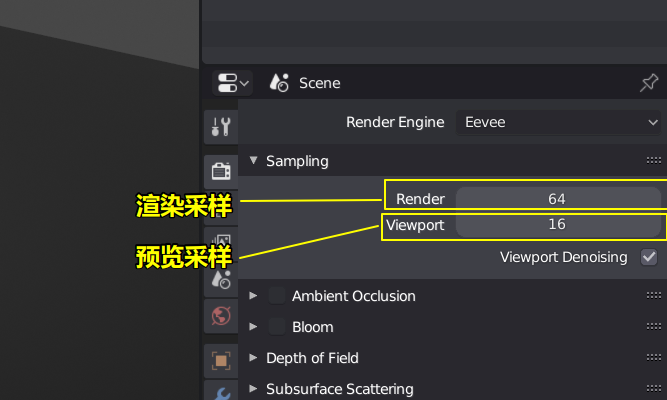 Scene
Render Engine Eevee
Sampling
Render 64
渲染采样
Viewport 16
预览采样
Viewport Denoising
Ambient Occlusion
Bloom
Depth of Field
Subsurface Scattering